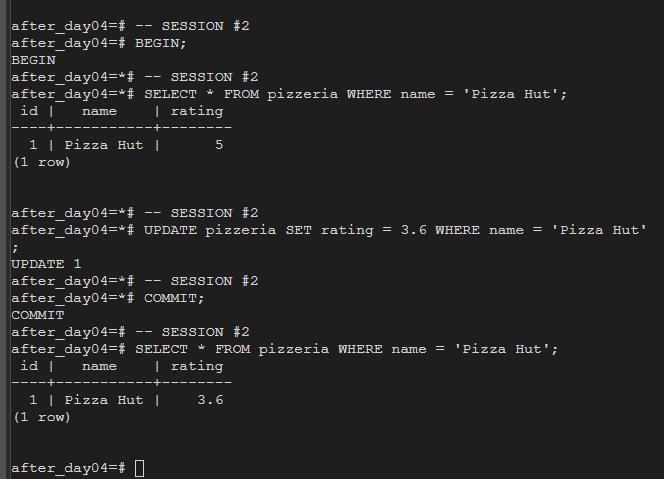 after_day04=# -- SESSION #2
after_day04=# BEGIN;
BEGIN
after_day04=*# -- SESSION #2
after_day04=*# SELECT * FROM pizzeria WHERE name = 'Pizza Hut';
 id |   name    | rating
----+-----------+--------
  1 | Pizza Hut |      5
(1 row)
after_day04=*# -- SESSION #2
after_day04=*# UPDATE pizzeria SET rating = 3.6 WHERE name = 'Pizza Hut'
;
UPDATE 1
after_day04=*# -- SESSION #2
after_day04=*# COMMIT;
COMMIT
after_day04=# -- SESSION #2
after_day04=# SELECT * FROM pizzeria WHERE name = 'Pizza Hut';
 id |   name    | rating
----+-----------+--------
  1 | Pizza Hut |    3.6
(1 row)
after_day04=#